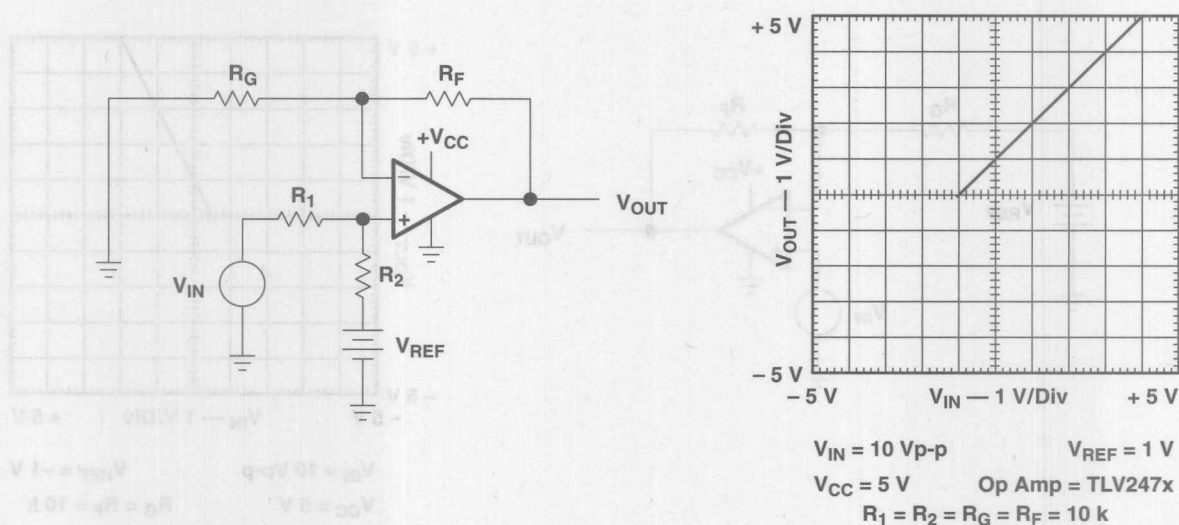 R_G
R_F
+V_CC
R_1
V_IN
R_2
V_REF
V_OUT
−
+
+ 5 V
V_OUT — 1 V/Div
– 5 V
– 5 V
V_IN — 1 V/Div
+ 5 V
V_IN = 10 Vp-p
V_REF = 1 V
V_CC = 5 V
Op Amp = TLV247x
R_1 = R_2 = R_G = R_F = 10 k